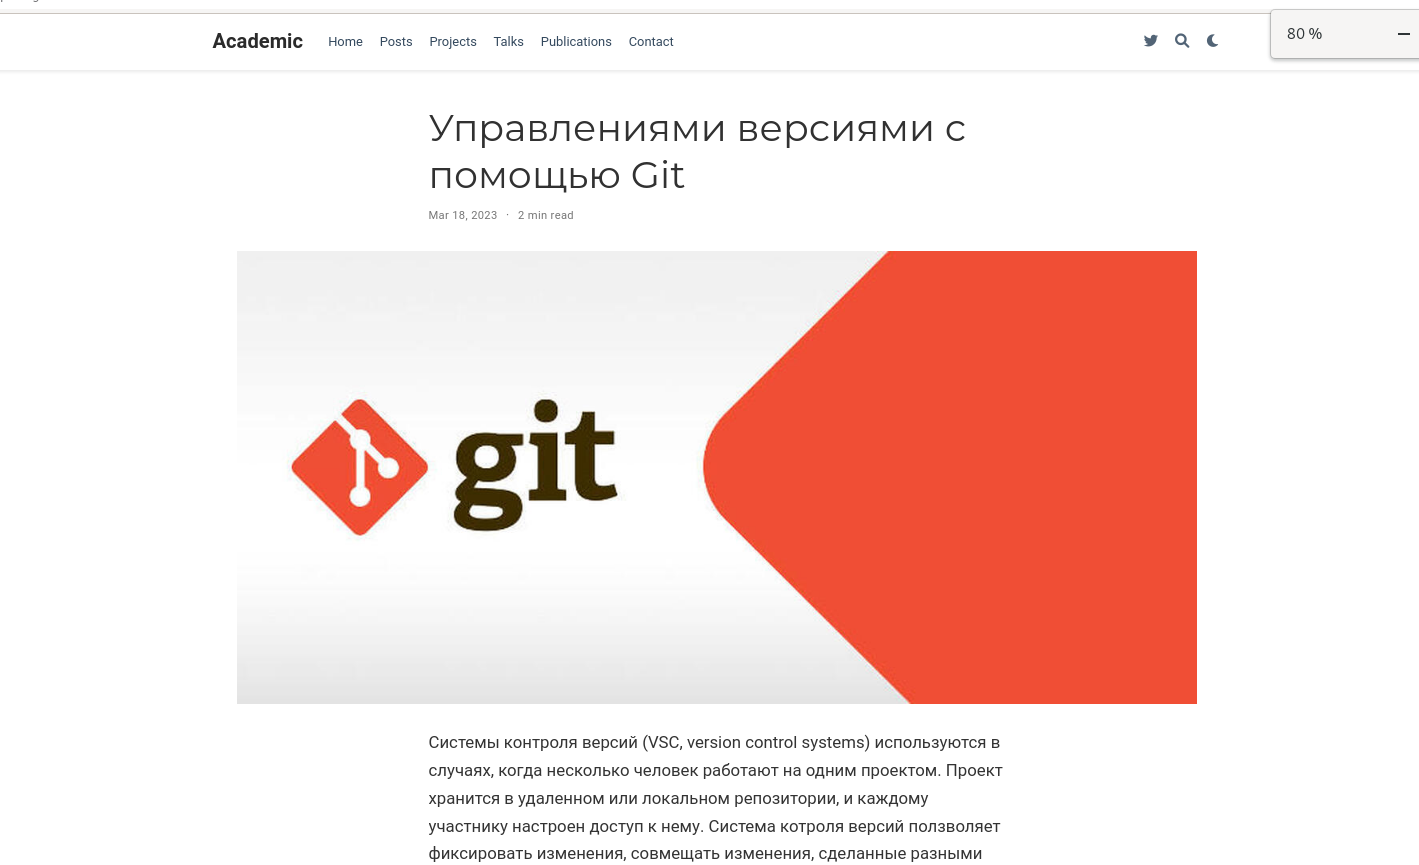 80 %
Academic Home Posts Projects Talks Publications Contact
Управлениями версиями с
помощью Git
Mar 18, 2023 · 2 min read
git
Системы контроля версий (VSC, version control systems) используются в
случаях, когда несколько человек работают на одним проектом. Проект
хранится в удаленном или локальном репозитории, и каждому
участнику настроен доступ к нему. Система котроля версий ползволяет
фиксировать изменения, совмещать изменения, сделанные разными